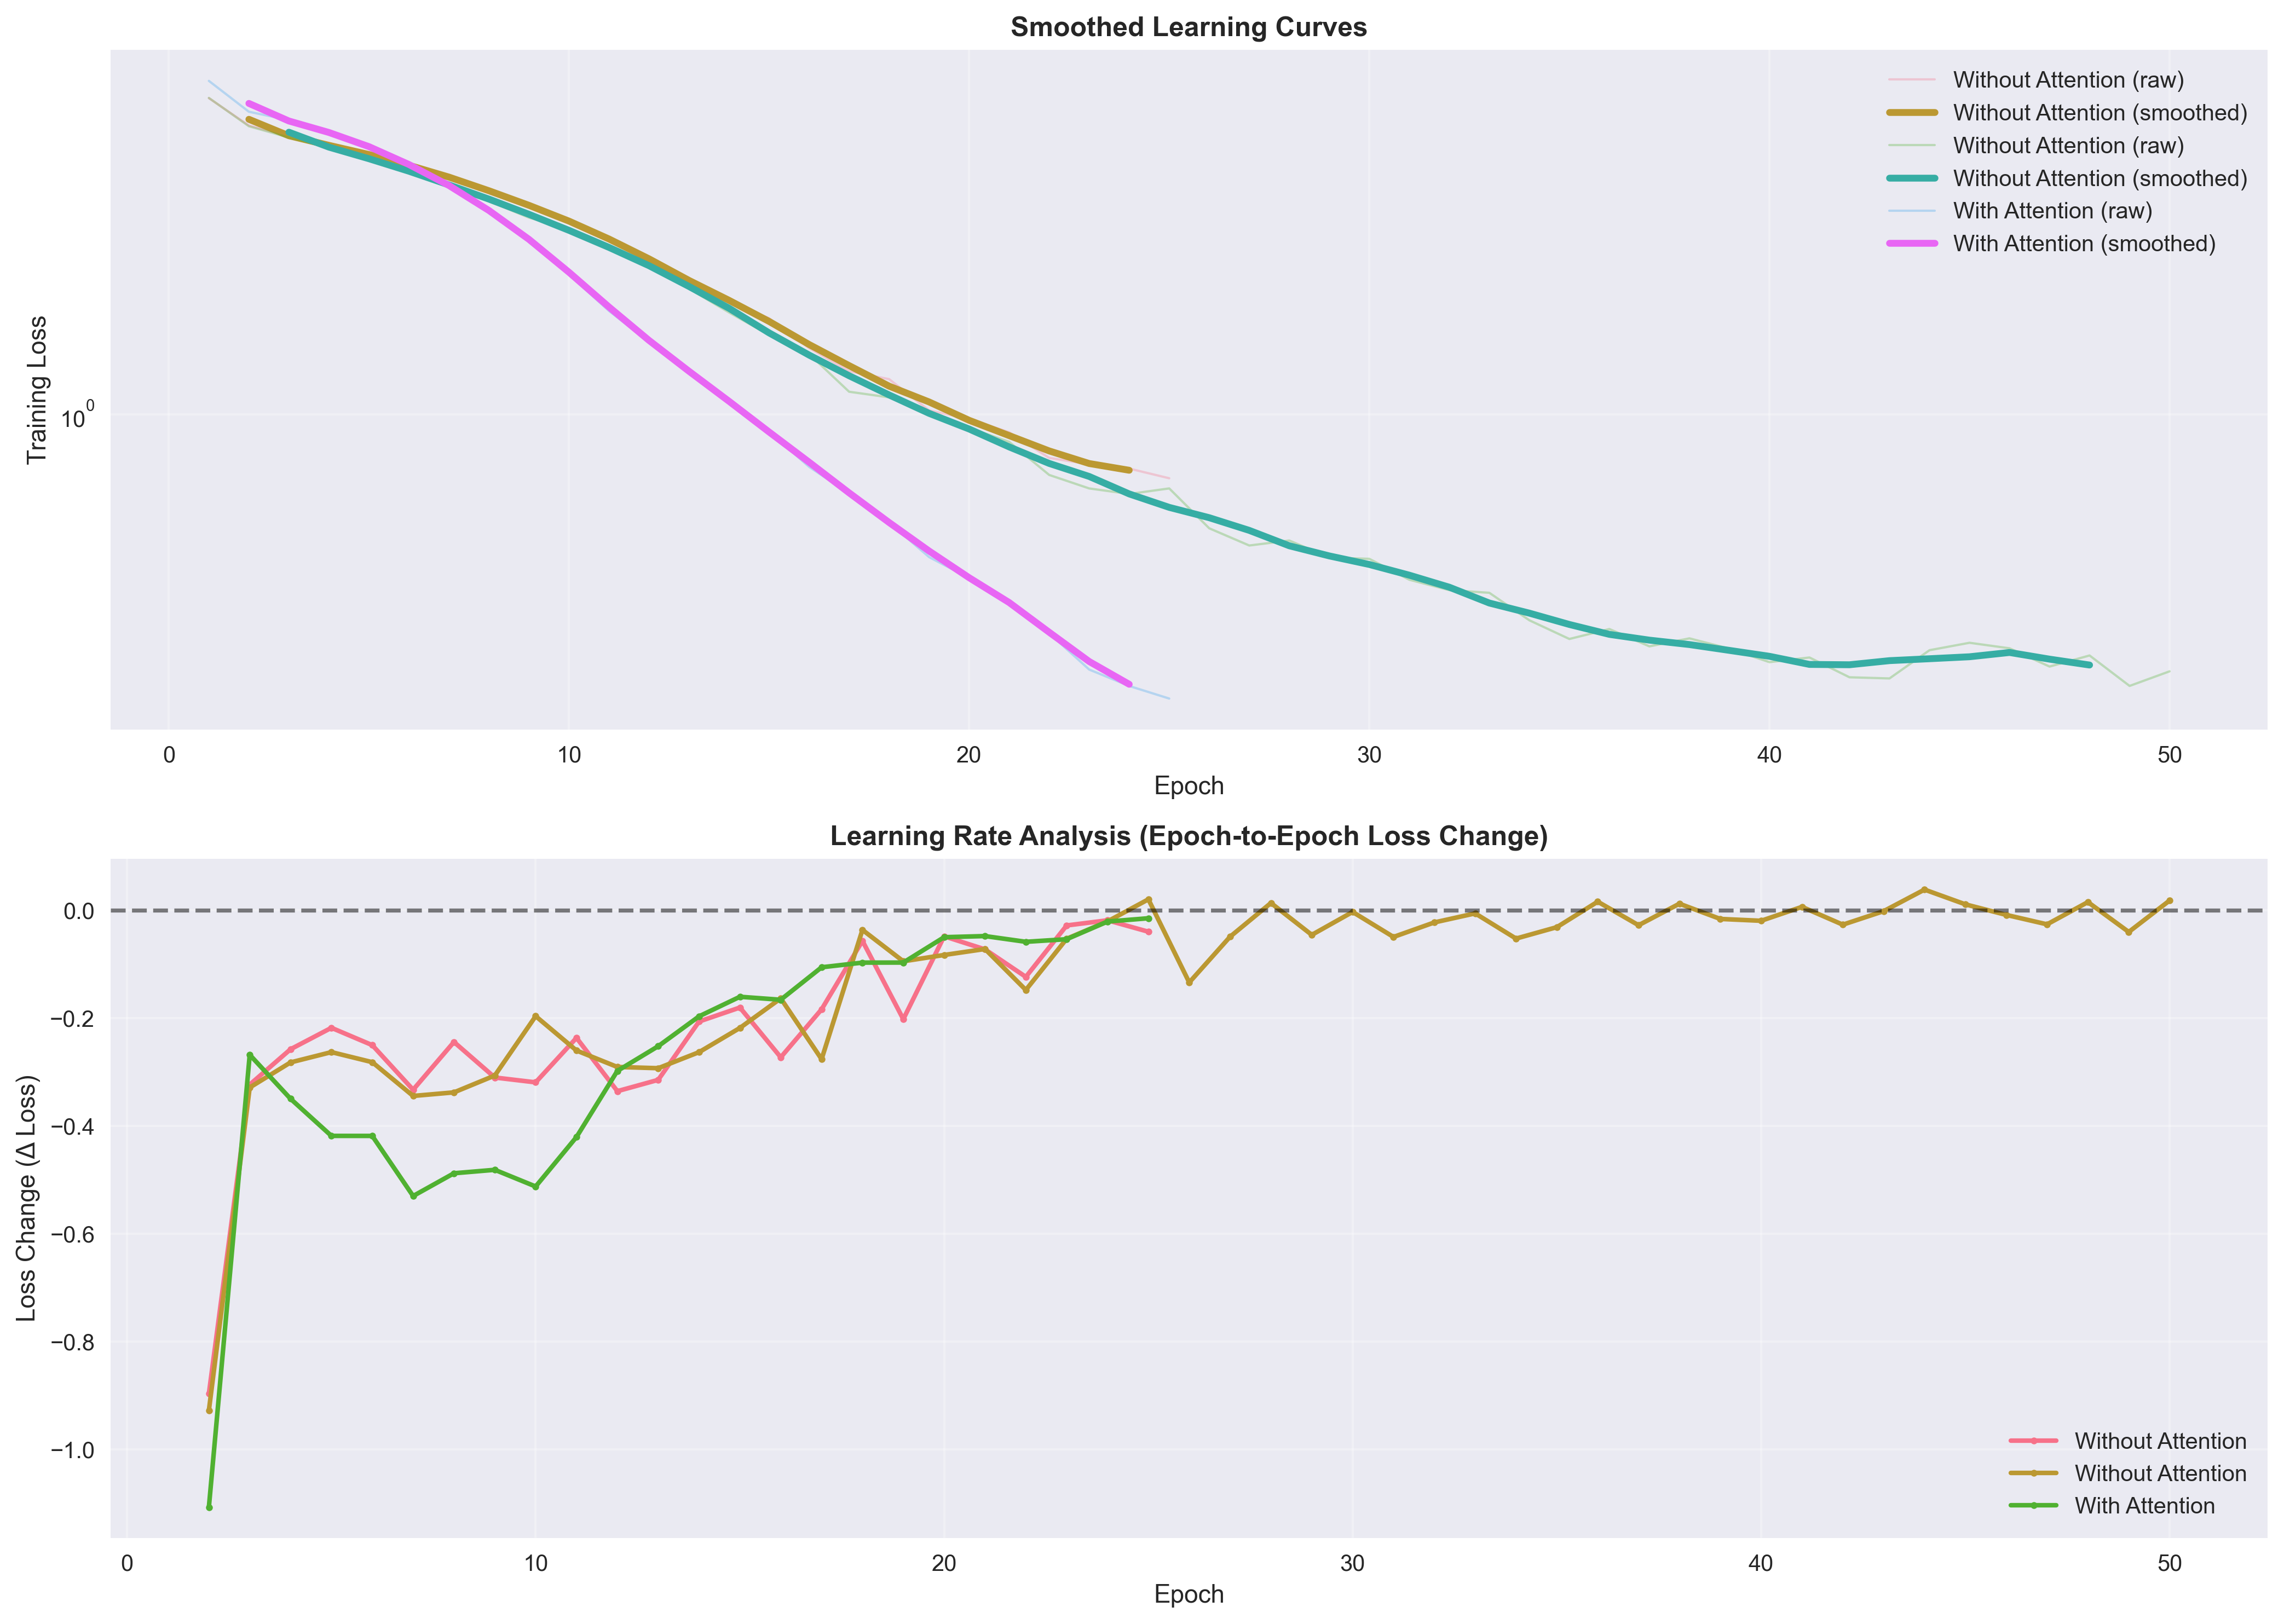 Smoothed Learning Curves
Without Attention (raw)
Without Attention (smoothed)
Without Attention (raw)
Without Attention (smoothed)
With Attention (raw)
With Attention (smoothed)
Training Loss
10⁰
0 10 20 30 40 50
Epoch
Learning Rate Analysis (Epoch-to-Epoch Loss Change)
Loss Change (Δ Loss)
0.0
−0.2
−0.4
−0.6
−0.8
−1.0
Without Attention
Without Attention
With Attention
0 10 20 30 40 50
Epoch